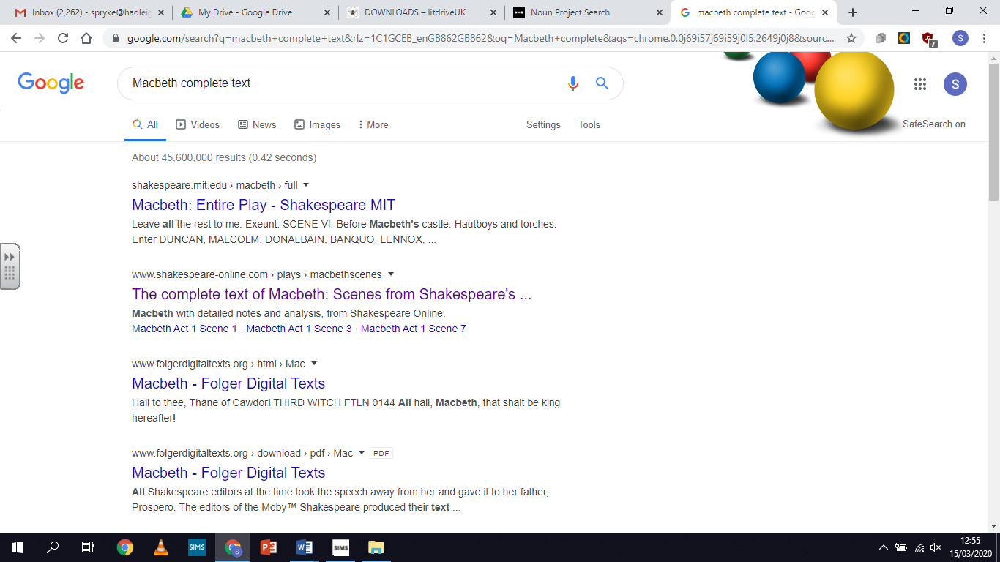 Inbox (2,262) - spryke@hadleig
My Drive - Google Drive
DOWNLOADS – litdriveUK
Noun Project Search
macbeth complete text - Goog
google.com/search?q=macbeth+complete+text&rlz=1C1GCEB_enGB862GB862&oq=Macbeth+complete&aqs=chrome.0.0j69i57j69i59j0l5.2649j0j8&sourc...
7
S
Google
Macbeth complete text
S
All
Videos
News
Images
More
Settings
Tools
SafeSearch on
About 45,600,000 results (0.42 seconds)
shakespeare.mit.edu › macbeth › full
Macbeth: Entire Play - Shakespeare MIT
Leave all the rest to me. Exeunt. SCENE VI. Before Macbeth's castle. Hautboys and torches.
Enter DUNCAN, MALCOLM, DONALBAIN, BANQUO, LENNOX, ...
www.shakespeare-online.com › plays › macbethscenes
The complete text of Macbeth: Scenes from Shakespeare's ...
Macbeth with detailed notes and analysis, from Shakespeare Online.
Macbeth Act 1 Scene 1 · Macbeth Act 1 Scene 3 · Macbeth Act 1 Scene 7
www.folgerdigitaltexts.org › html › Mac
Macbeth - Folger Digital Texts
Hail to thee, Thane of Cawdor! THIRD WITCH FTLN 0144 All hail, Macbeth, that shalt be king
hereafter!
www.folgerdigitaltexts.org › download › pdf › Mac PDF
Macbeth - Folger Digital Texts
All Shakespeare editors at the time took the speech away from her and gave it to her father,
Prospero. The editors of the Moby™ Shakespeare produced their text ...
SIMS
S
SIMS
12:55
15/03/2020